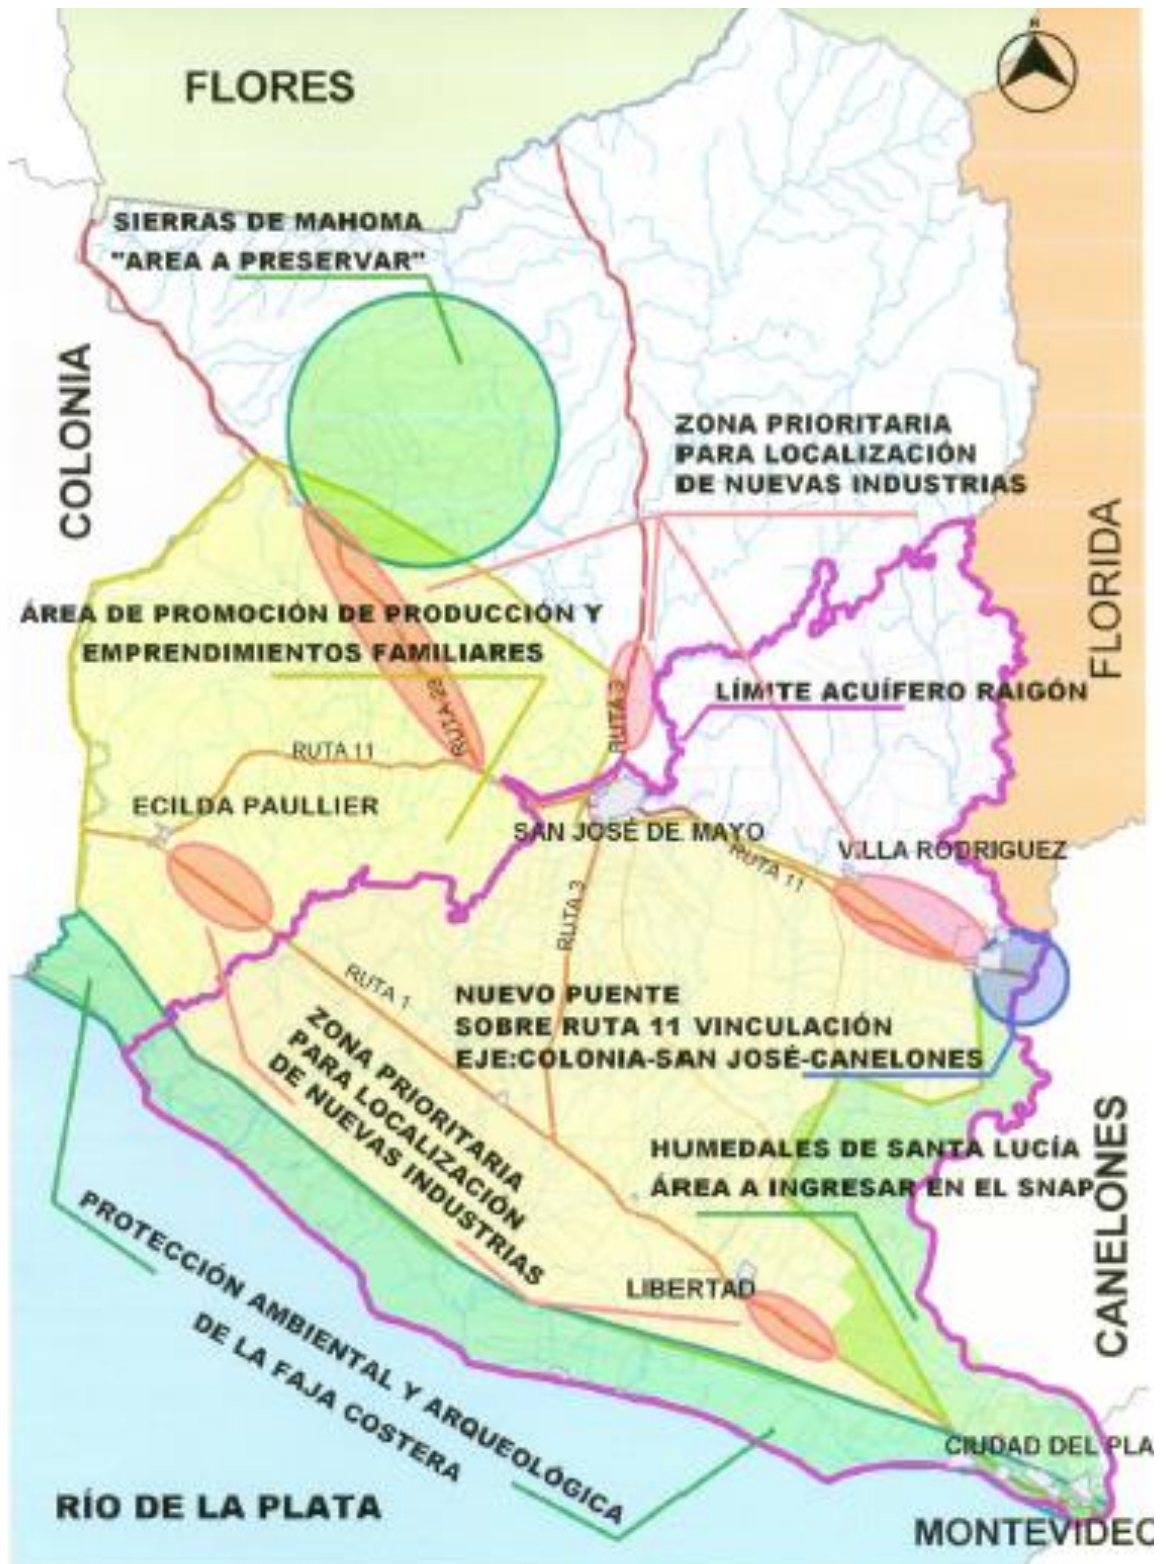 N
FLORES
SIERRAS DE MAHOMA
"AREA A PRESERVAR"
COLONIA
ZONA PRIORITARIA
PARA LOCALIZACIÓN
DE NUEVAS INDUSTRIAS
FLORIDA
ÁREA DE PROMOCIÓN DE PRODUCCIÓN Y
EMPRENDIMIENTOS FAMILIARES
LÍMITE ACUÍFERO RAIGÓN
RUTA 23
RUTA 3
RUTA 11
ECILDA PAULLIER
SAN JOSÉ DE MAYO
VILLA RODRIGUEZ
RUTA 11
RUTA 3
RUTA 1
NUEVO PUENTE
SOBRE RUTA 11 VINCULACIÓN
EJE:COLONIA-SAN JOSÉ-CANELONES
ZONA PRIORITARIA
PARA LOCALIZACIÓN
DE NUEVAS INDUSTRIAS
HUMEDALES DE SANTA LUCÍA
ÁREA A INGRESAR EN EL SNAP
CANELONES
LIBERTAD
PROTECCIÓN AMBIENTAL Y ARQUEOLÓGICA
DE LA FAJA COSTERA
CIUDAD DEL PLA
RÍO DE LA PLATA
MONTEVIDEO